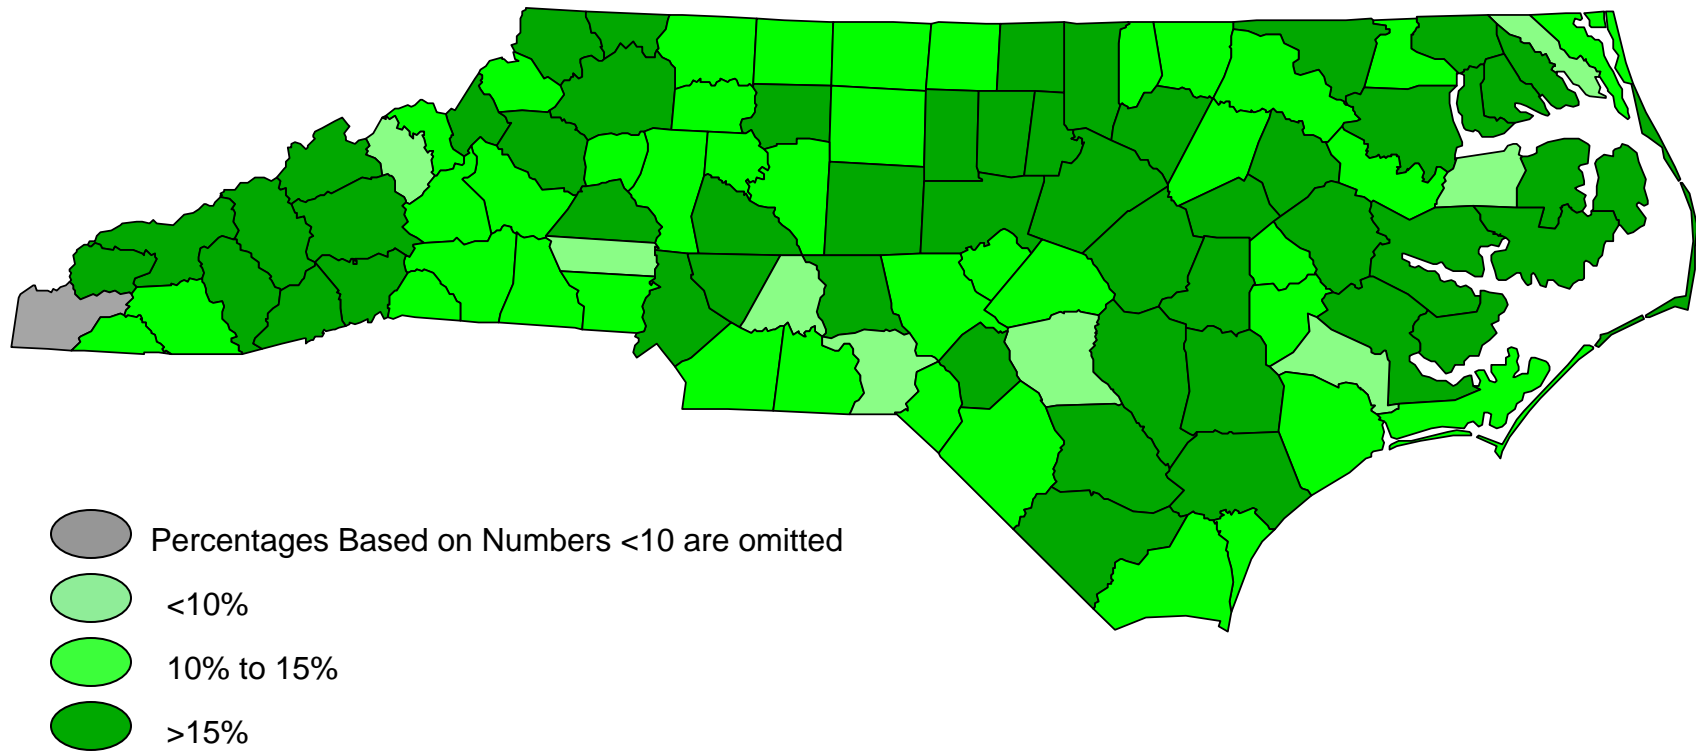 Percentages Based on Numbers <10 are omitted
<10%
10% to 15%
>15%